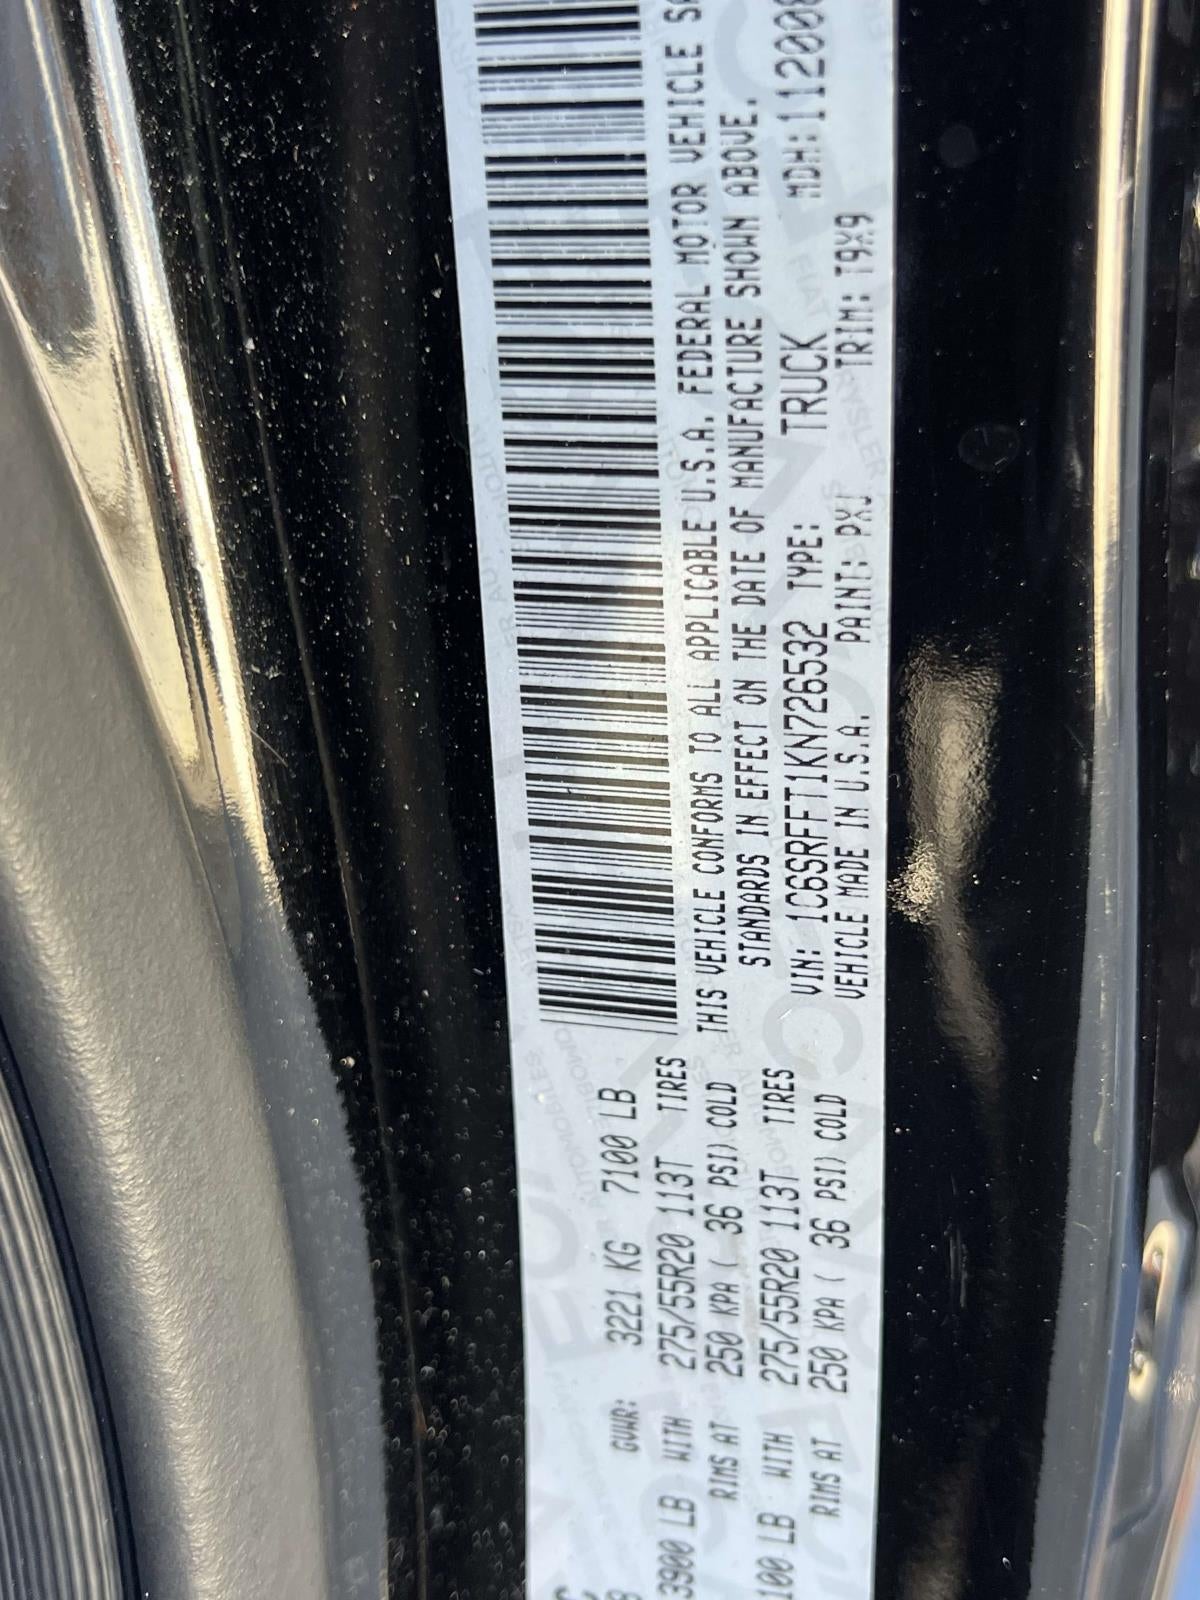 GVWR: 3221 KG 7100 LB
3900 LB WITH 275/55R20 113T TIRES
RIMS AT 250 KPA ( 36 PSI) COLD
100 LB WITH 275/55R20 113T TIRES
RIMS AT 250 KPA ( 36 PSI) COLD
THIS VEHICLE CONFORMS TO ALL APPLICABLE U.S.A. FEDERAL MOTOR VEHICLE SA
STANDARDS IN EFFECT ON THE DATE OF MANUFACTURE SHOWN ABOVE.
VIN: 1C6SRFFT1KN726532 TYPE: TRUCK MDH: 112008
VEHICLE MADE IN U.S.A. PAINT: PXJ TRIM: T9X9